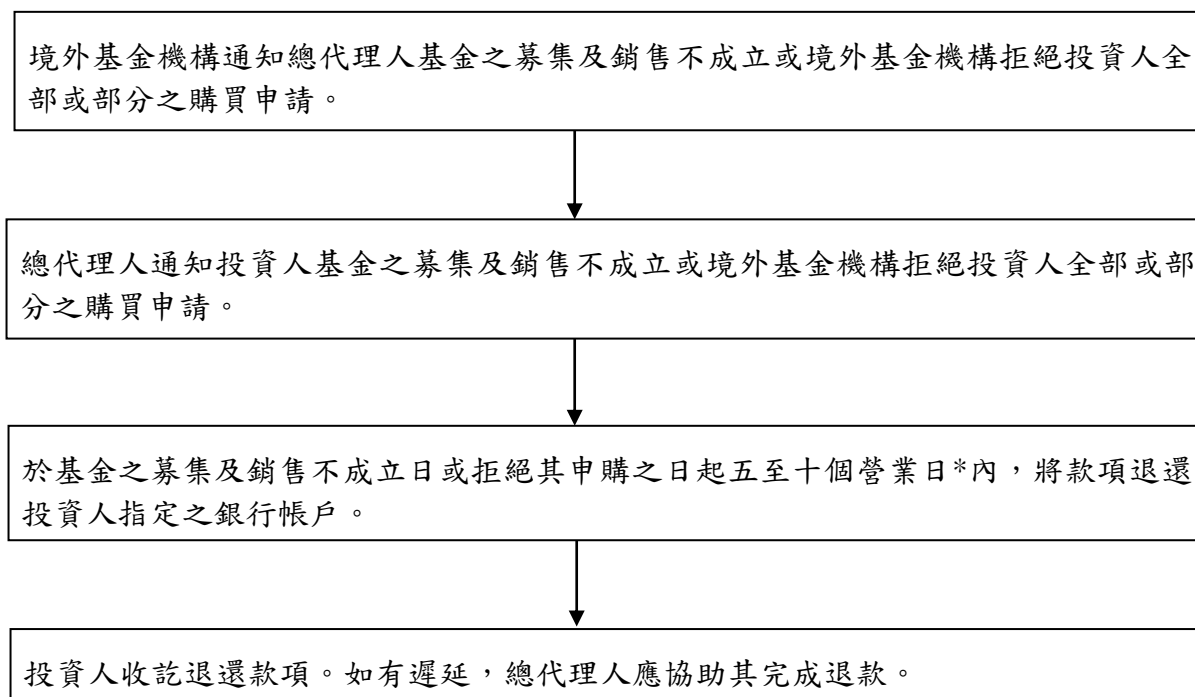 境外基金機構通知總代理人基金之募集及銷售不成立或境外基金機構拒絕投資人全
部或部分之購買申請。
總代理人通知投資人基金之募集及銷售不成立或境外基金機構拒絕投資人全部或部
分之購買申請。
於基金之募集及銷售不成立日或拒絕其申購之日起五至十個營業日*內，將款項退還
投資人指定之銀行帳戶。
投資人收訖退還款項。如有遲延，總代理人應協助其完成退款。